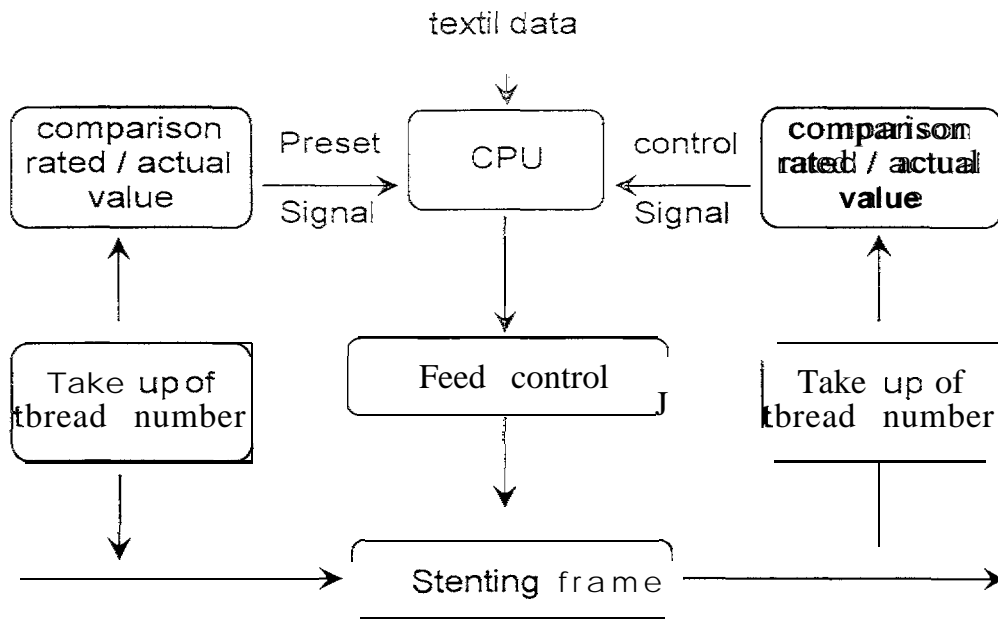 textil data
comparison
rated / actual
value
Preset
Signal
CPU
control
Signal
comparison
rated / actual
value
Take up of
tbread number
Feed control
J
Take up of
tbread number
Stenting frame